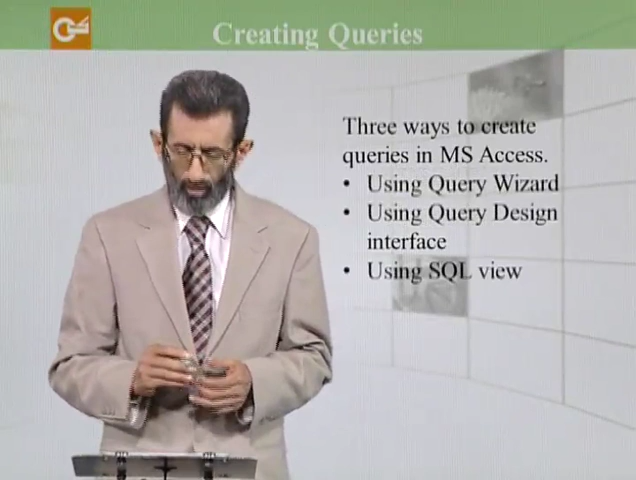 Creating Queries
Three ways to create
queries in MS Access.
• Using Query Wizard
• Using Query Design
interface
• Using SQL view